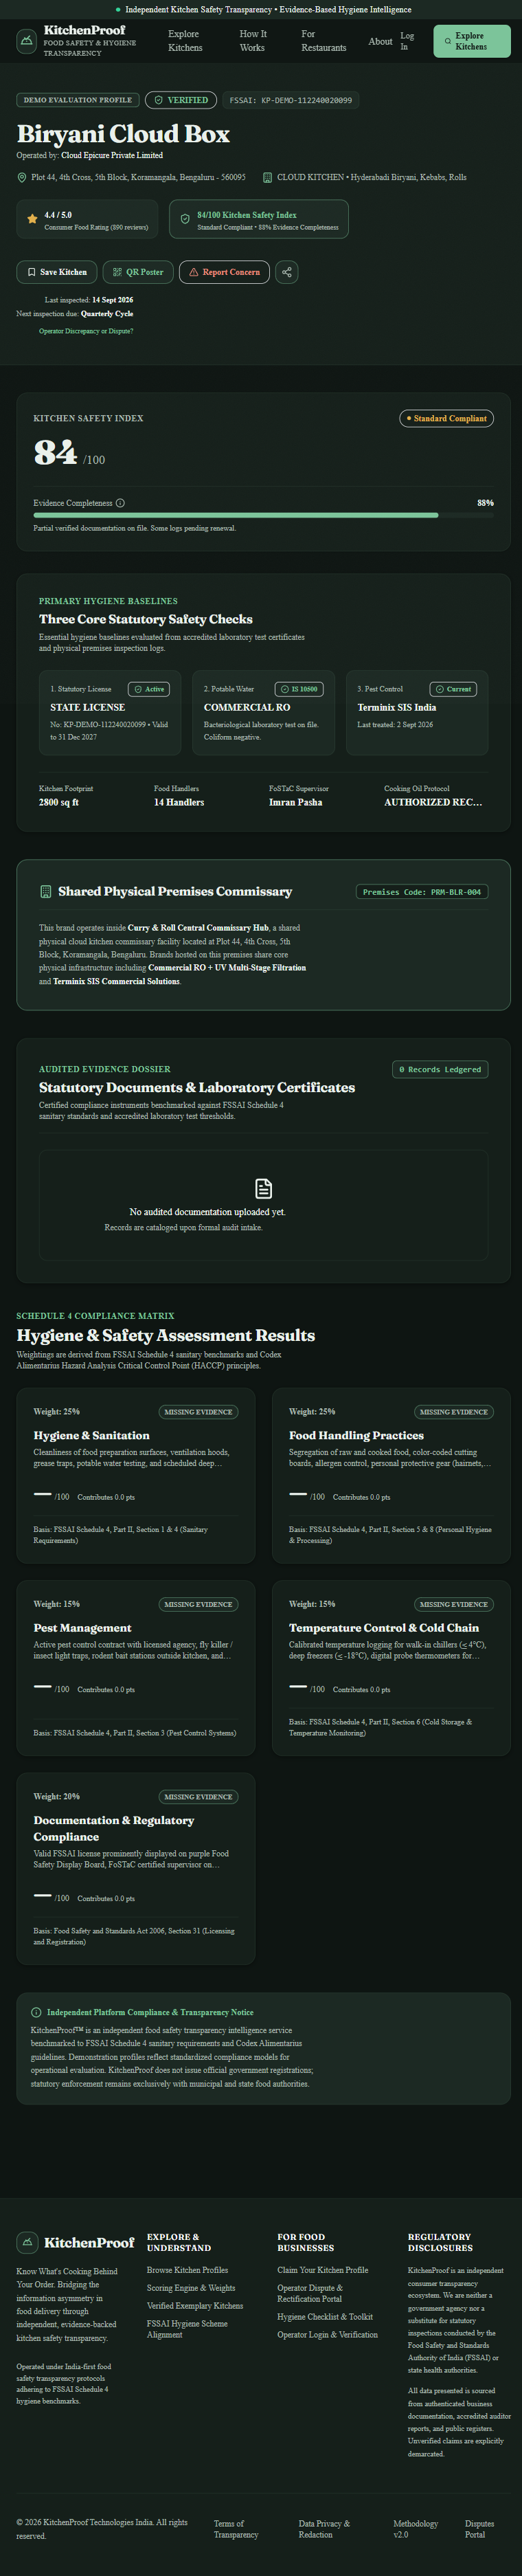 Independent Kitchen Safety Transparency • Evidence-Based Hygiene Intelligence
KitchenProof
FOOD SAFETY & HYGIENE
TRANSPARENCY
Explore
Kitchens
How It
Works
For
Restaurants
About
Log
In
Explore
Kitchens
DEMO EVALUATION PROFILE
VERIFIED
FSSAI: KP-DEMO-112240020099
Biryani Cloud Box
Operated by: Cloud Epicure Private Limited
Plot 44, 4th Cross, 5th Block, Koramangala, Bengaluru - 560095
CLOUD KITCHEN • Hyderabadi Biryani, Kebabs, Rolls
4.4 / 5.0
Consumer Food Rating (890 reviews)
84/100 Kitchen Safety Index
Standard Compliant • 88% Evidence Completeness
Save Kitchen
QR Poster
Report Concern
Last inspected: 14 Sept 2026
Next inspection due: Quarterly Cycle
Operator Discrepancy or Dispute?
KITCHEN SAFETY INDEX
Standard Compliant
84 /100
Evidence Completeness
88%
Partial verified documentation on file. Some logs pending renewal.
PRIMARY HYGIENE BASELINES
Three Core Statutory Safety Checks
Essential hygiene baselines evaluated from accredited laboratory test certificates
and physical premises inspection logs.
1. Statutory License
Active
STATE LICENSE
No: KP-DEMO-112240020099 • Valid
to 31 Dec 2027
2. Potable Water
IS 10500
COMMERCIAL RO
Bacteriological laboratory test on file.
Coliform negative.
3. Pest Control
Current
Terminix SIS India
Last treated: 2 Sept 2026
Kitchen Footprint
2800 sq ft
Food Handlers
14 Handlers
FoSTaC Supervisor
Imran Pasha
Cooking Oil Protocol
AUTHORIZED REC...
Shared Physical Premises Commissary
Premises Code: PRM-BLR-004
This brand operates inside Curry & Roll Central Commissary Hub, a shared
physical cloud kitchen commissary facility located at Plot 44, 4th Cross, 5th
Block, Koramangala, Bengaluru. Brands hosted on this premises share core
physical infrastructure including Commercial RO + UV Multi-Stage Filtration
and Terminix SIS Commercial Solutions.
AUDITED EVIDENCE DOSSIER
0 Records Ledgered
Statutory Documents & Laboratory Certificates
Certified compliance instruments benchmarked against FSSAI Schedule 4
sanitary standards and accredited laboratory test thresholds.
No audited documentation uploaded yet.
Records are cataloged upon formal audit intake.
SCHEDULE 4 COMPLIANCE MATRIX
Hygiene & Safety Assessment Results
Weightings are derived from FSSAI Schedule 4 sanitary benchmarks and Codex
Alimentarius Hazard Analysis Critical Control Point (HACCP) principles.
Weight: 25%
MISSING EVIDENCE
Hygiene & Sanitation
Cleanliness of food preparation surfaces, ventilation hoods,
grease traps, potable water testing, and scheduled deep...
— /100 Contributes 0.0 pts
Basis: FSSAI Schedule 4, Part II, Section 1 & 4 (Sanitary
Requirements)
Weight: 25%
MISSING EVIDENCE
Food Handling Practices
Segregation of raw and cooked food, color-coded cutting
boards, allergen control, personal protective gear (hairnets,...
— /100 Contributes 0.0 pts
Basis: FSSAI Schedule 4, Part II, Section 5 & 8 (Personal Hygiene
& Processing)
Weight: 15%
MISSING EVIDENCE
Pest Management
Active pest control contract with licensed agency, fly killer /
insect light traps, rodent bait stations outside kitchen, and...
— /100 Contributes 0.0 pts
Basis: FSSAI Schedule 4, Part II, Section 3 (Pest Control Systems)
Weight: 15%
MISSING EVIDENCE
Temperature Control & Cold Chain
Calibrated temperature logging for walk-in chillers (≤ 4°C),
deep freezers (≤ -18°C), digital probe thermometers for...
— /100 Contributes 0.0 pts
Basis: FSSAI Schedule 4, Part II, Section 6 (Cold Storage &
Temperature Monitoring)
Weight: 20%
MISSING EVIDENCE
Documentation & Regulatory
Compliance
Valid FSSAI license prominently displayed on purple Food
Safety Display Board, FoSTaC certified supervisor on...
— /100 Contributes 0.0 pts
Basis: Food Safety and Standards Act 2006, Section 31 (Licensing
and Registration)
Independent Platform Compliance & Transparency Notice
KitchenProof™ is an independent food safety transparency intelligence service
benchmarked to FSSAI Schedule 4 sanitary requirements and Codex Alimentarius
guidelines. Demonstration profiles reflect standardized compliance models for
operational evaluation. KitchenProof does not issue official government registrations;
statutory enforcement remains exclusively with municipal and state food authorities.
KitchenProof
Know What's Cooking Behind
Your Order. Bridging the
information asymmetry in
food delivery through
independent, evidence-backed
kitchen safety transparency.
Operated under India-first food
safety transparency protocols
adhering to FSSAI Schedule 4
hygiene benchmarks.
EXPLORE &
UNDERSTAND
Browse Kitchen Profiles
Scoring Engine & Weights
Verified Exemplary Kitchens
FSSAI Hygiene Scheme
Alignment
FOR FOOD
BUSINESSES
Claim Your Kitchen Profile
Operator Dispute &
Rectification Portal
Hygiene Checklist & Toolkit
Operator Login & Verification
REGULATORY
DISCLOSURES
KitchenProof is an independent
consumer transparency
ecosystem. We are neither a
government agency nor a
substitute for statutory
inspections conducted by the
Food Safety and Standards
Authority of India (FSSAI) or
state health authorities.
All data presented is sourced
from authenticated business
documentation, accredited auditor
reports, and public registers.
Unverified claims are explicitly
demarcated.
© 2026 KitchenProof Technologies India. All rights
reserved.
Terms of
Transparency
Data Privacy &
Redaction
Methodology
v2.0
Disputes
Portal